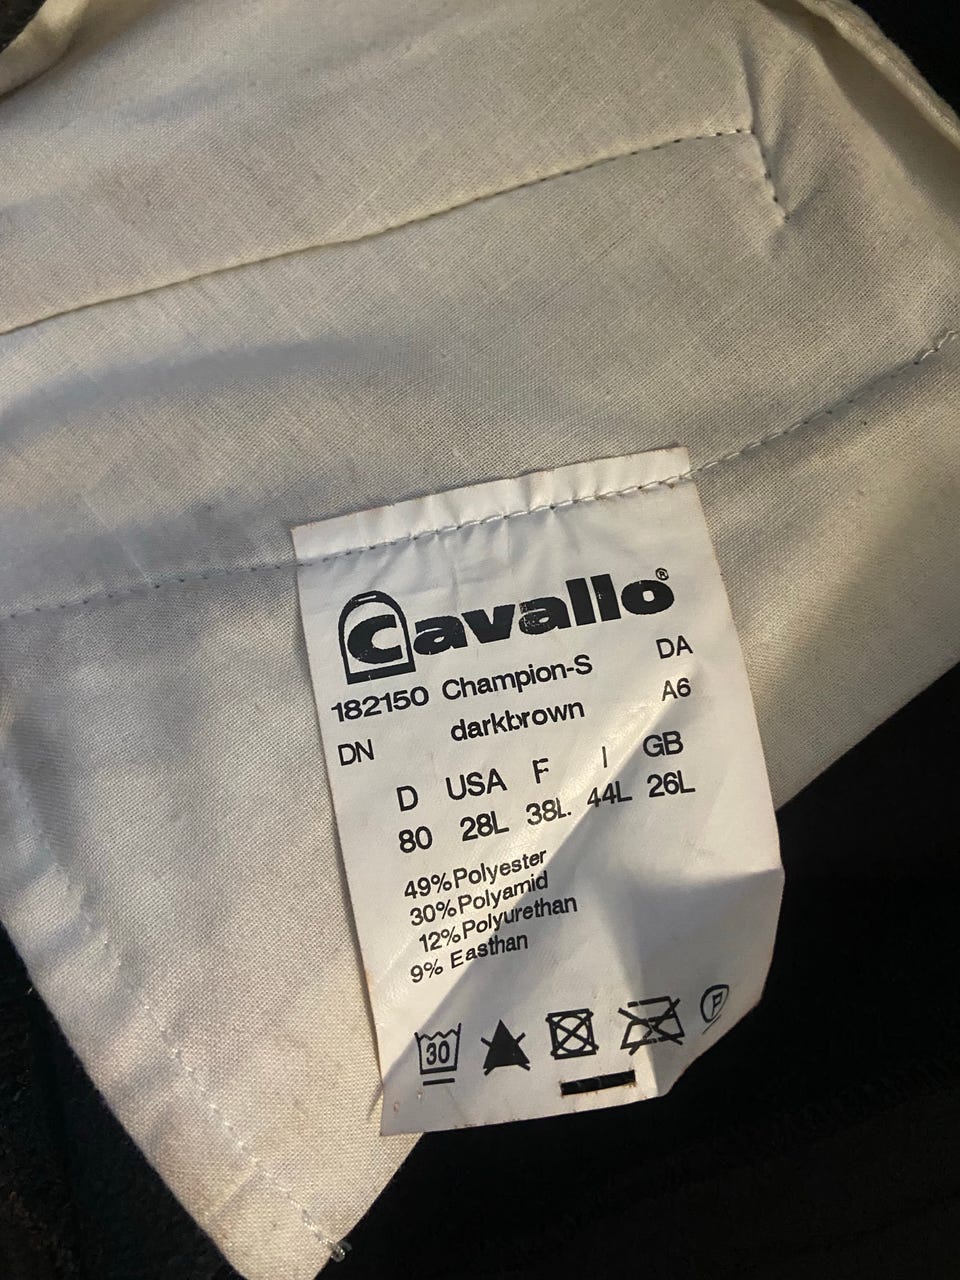 Cavallo®
182150 Champion-S DA
DN darkbrown A6
D USA F I GB
80 28L 38L. 44L 26L
49%Polyester
30%Polyamid
12%Polyurethan
9% Easthan
30 P